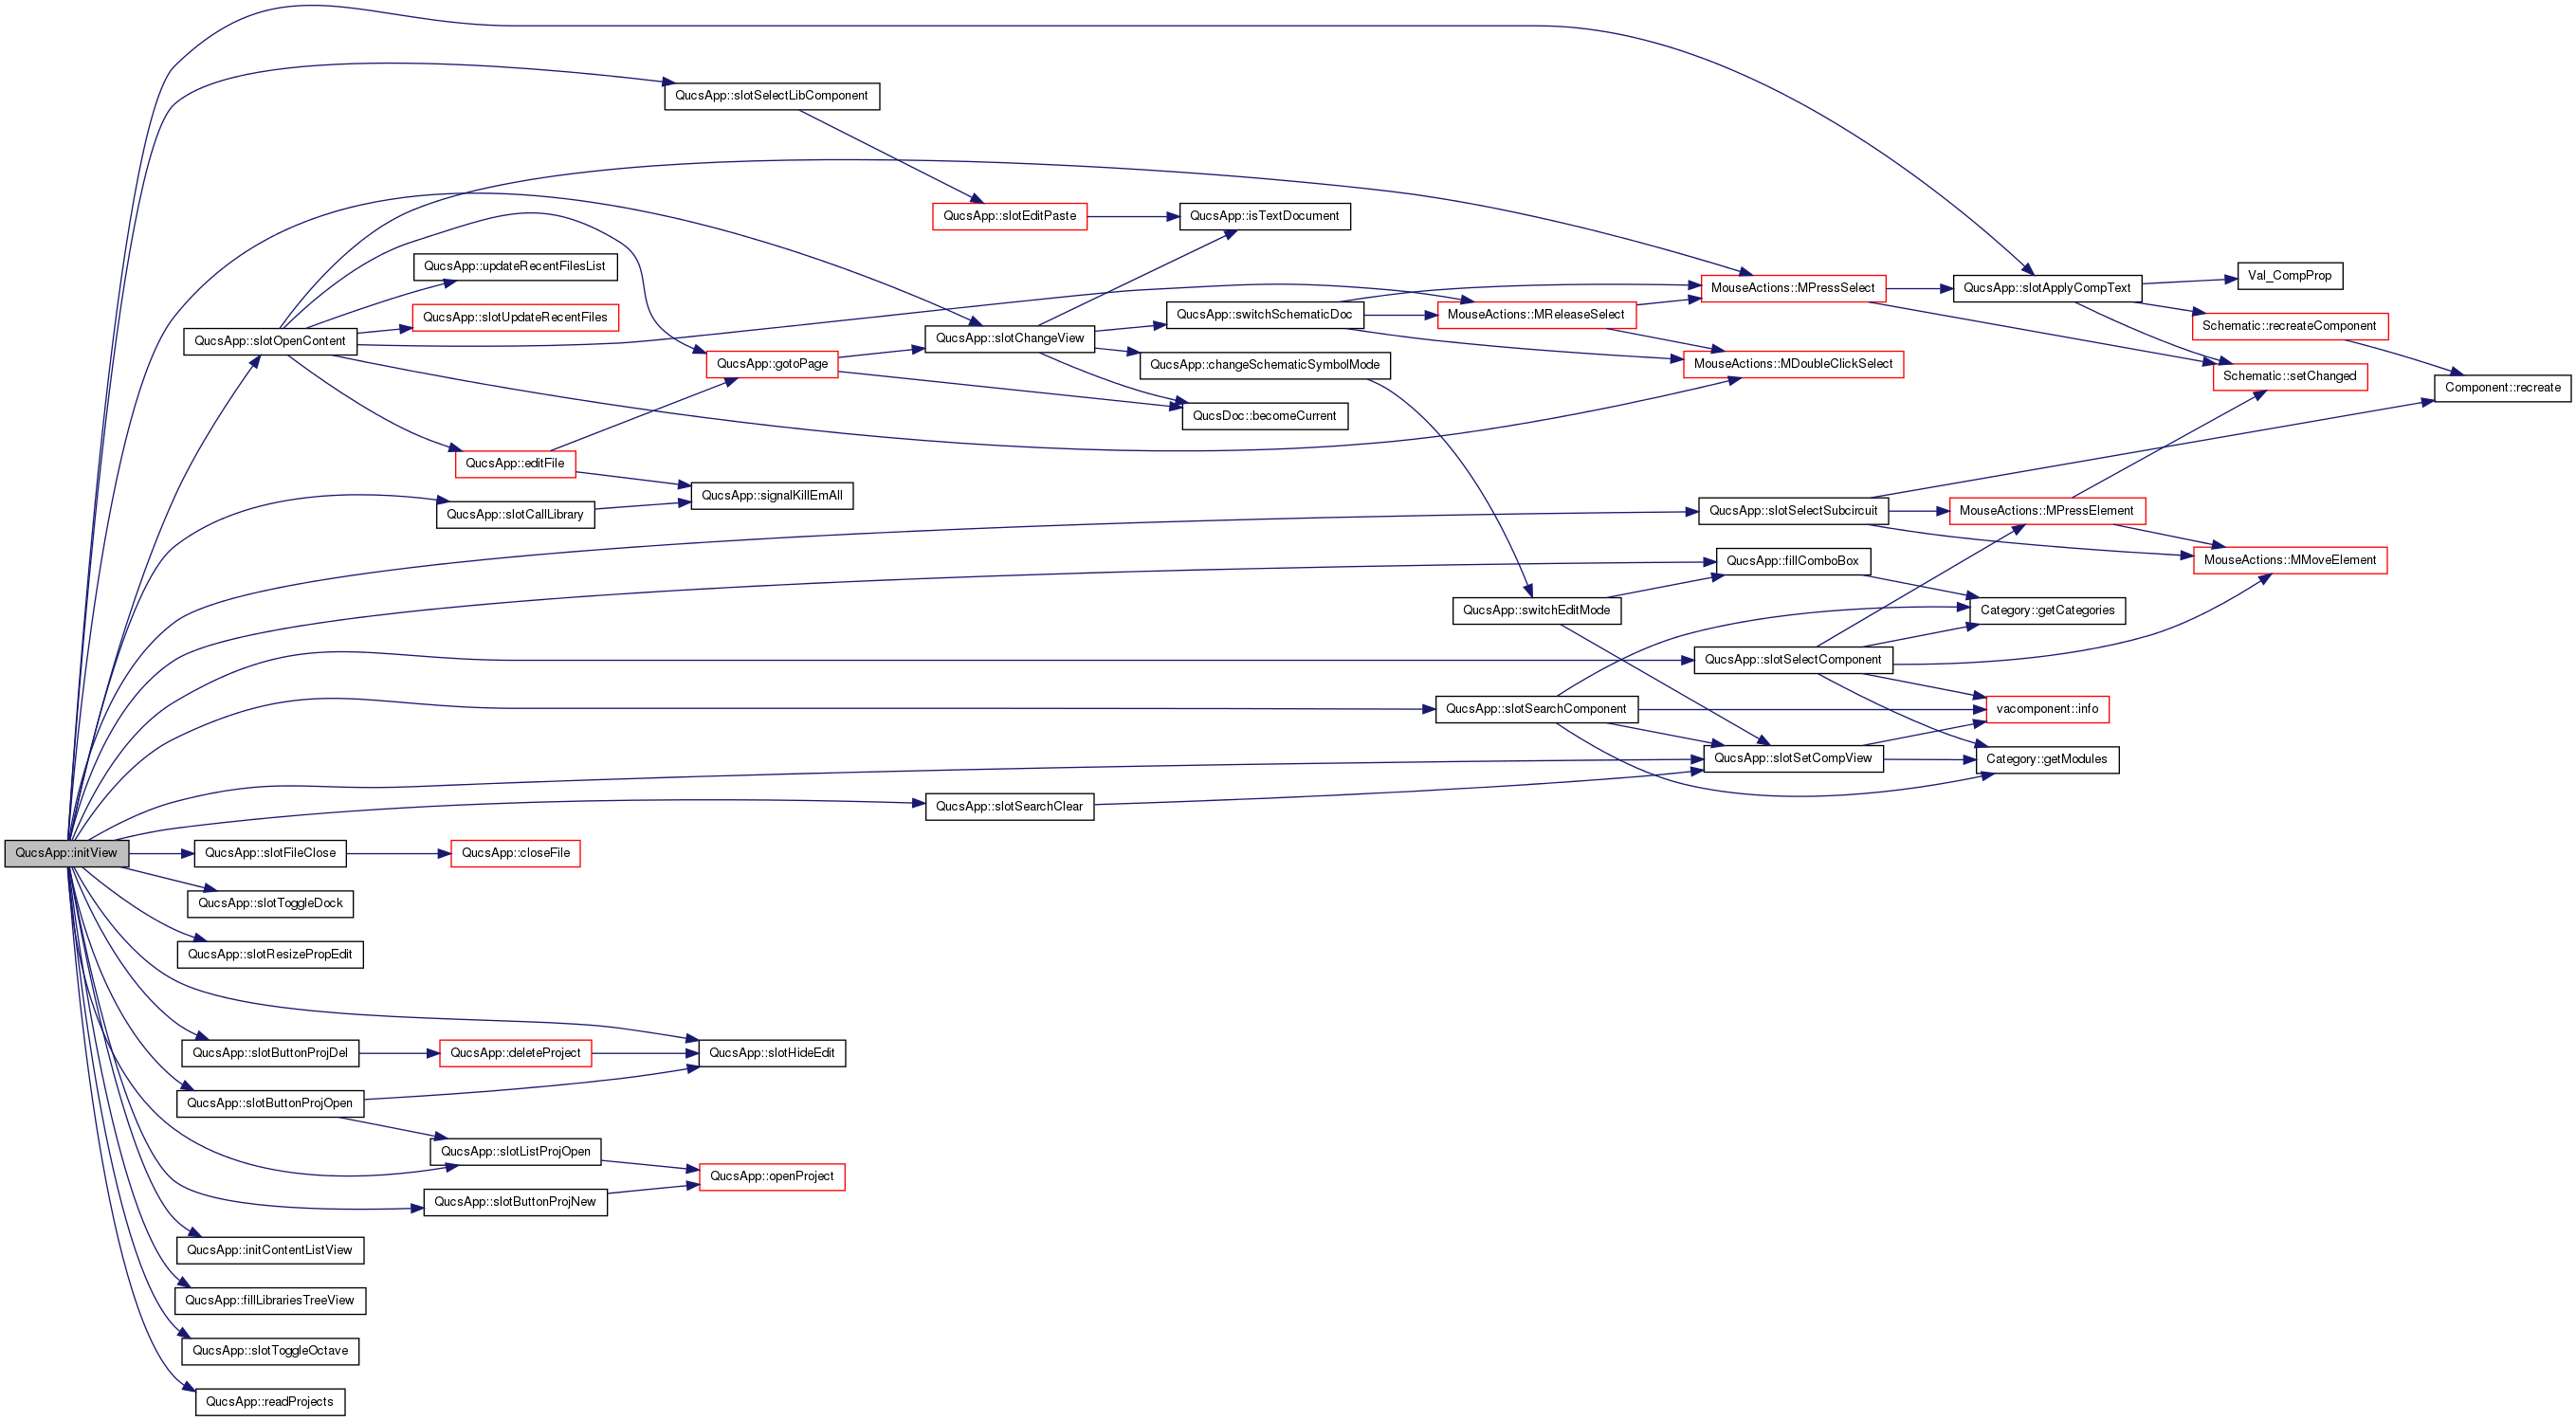 QucsApp::slotSelectLibComponent
QucsApp::slotEditPaste
QucsApp::isTextDocument
QucsApp::updateRecentFilesList
Val_CompProp
QucsApp::slotApplyCompText
MouseActions::MPressSelect
QucsApp::slotUpdateRecentFiles
QucsApp::switchSchematicDoc
MouseActions::MReleaseSelect
Schematic::recreateComponent
QucsApp::slotOpenContent
QucsApp::slotChangeView
QucsApp::gotoPage
QucsApp::changeSchematicSymbolMode
MouseActions::MDoubleClickSelect
Schematic::setChanged
Component::recreate
QucsDoc::becomeCurrent
QucsApp::editFile
QucsApp::signalKillEmAll
QucsApp::slotCallLibrary
QucsApp::slotSelectSubcircuit
MouseActions::MPressElement
QucsApp::fillComboBox
MouseActions::MMoveElement
QucsApp::switchEditMode
Category::getCategories
QucsApp::slotSelectComponent
QucsApp::slotSearchComponent
vacomponent::info
QucsApp::slotSetCompView
Category::getModules
QucsApp::slotSearchClear
QucsApp::initView
QucsApp::slotFileClose
QucsApp::closeFile
QucsApp::slotToggleDock
QucsApp::slotResizePropEdit
QucsApp::slotButtonProjDel
QucsApp::deleteProject
QucsApp::slotHideEdit
QucsApp::slotButtonProjOpen
QucsApp::slotListProjOpen
QucsApp::openProject
QucsApp::slotButtonProjNew
QucsApp::initContentListView
QucsApp::fillLibrariesTreeView
QucsApp::slotToggleOctave
QucsApp::readProjects